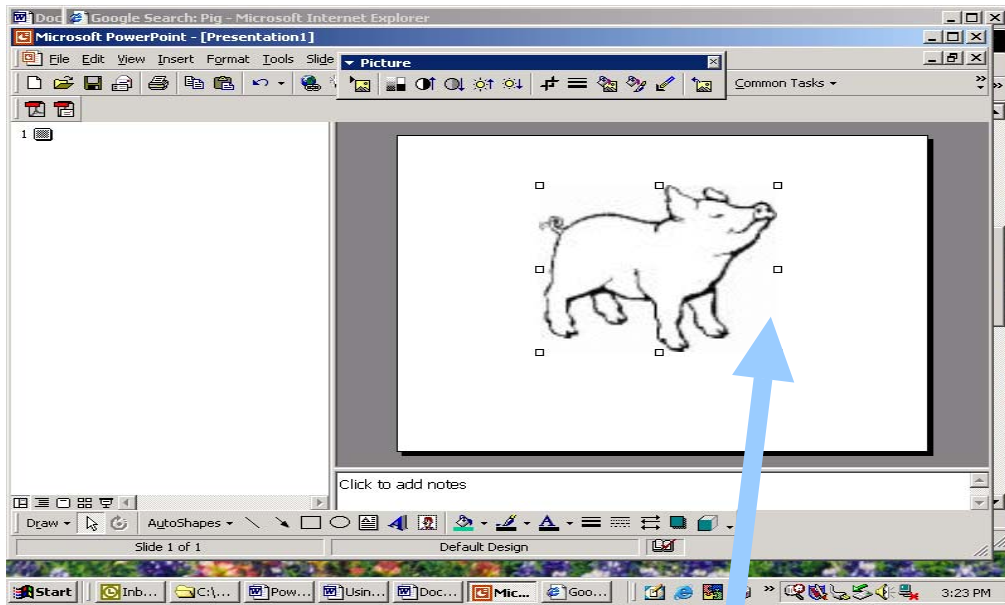 Doc Google Search: Pig - Microsoft Internet Explorer
Microsoft PowerPoint - [Presentation1]
File Edit View Insert Format Tools Slide
Picture
Common Tasks
1
Click to add notes
Draw AutoShapes
Slide 1 of 1 Default Design
Start Inb... C:\... Pow... Usin... Doc... Mic... Goo... 3:23 PM